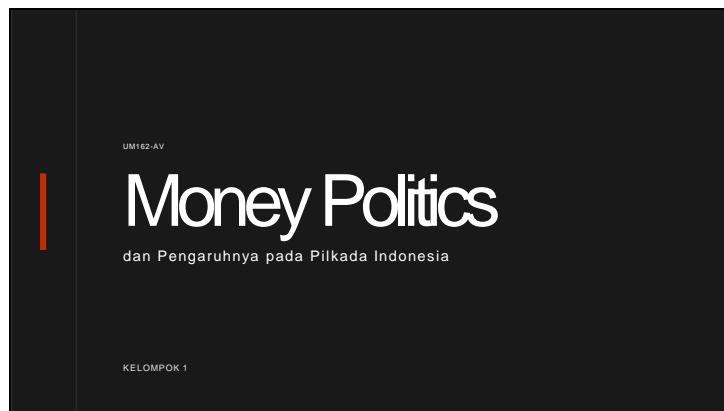 UM162-AV
Money Politics
dan Pengaruhnya pada Pilkada Indonesia
KELOMPOK 1